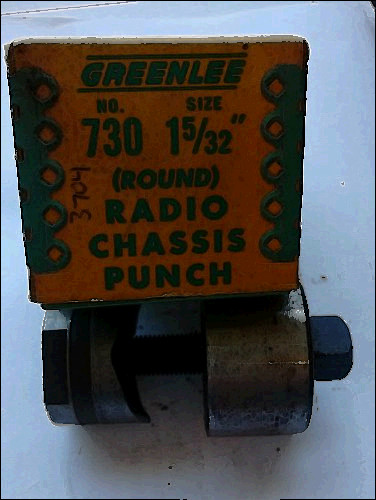 GREENLEE
NO. SIZE
730 1 5/32"
(ROUND)
3704
RADIO
CHASSIS
PUNCH